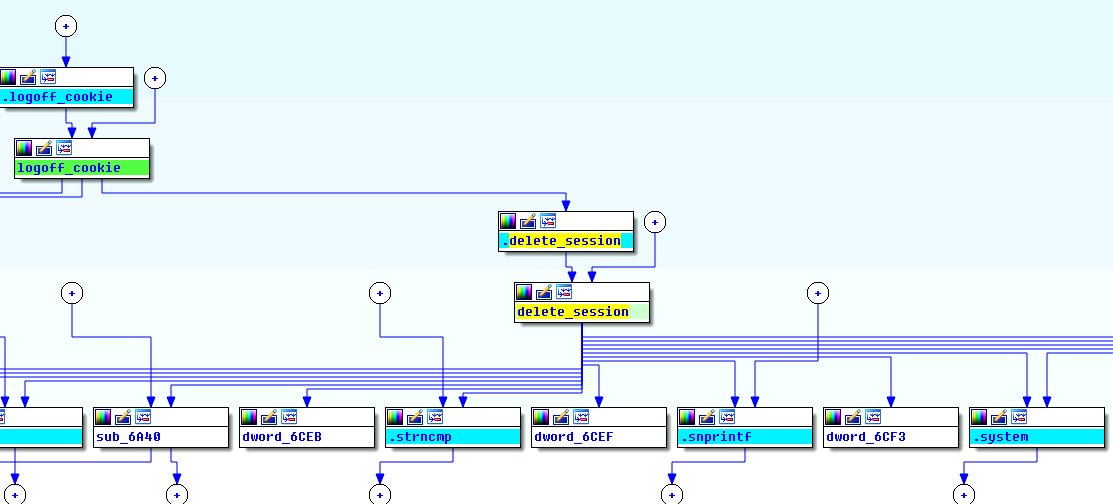 .logoff_cookie
logoff_cookie
.delete_session
delete_session
sub_6A40
dword_6CEB
.strncmp
dword_6CEF
.snprintf
dword_6CF3
.system